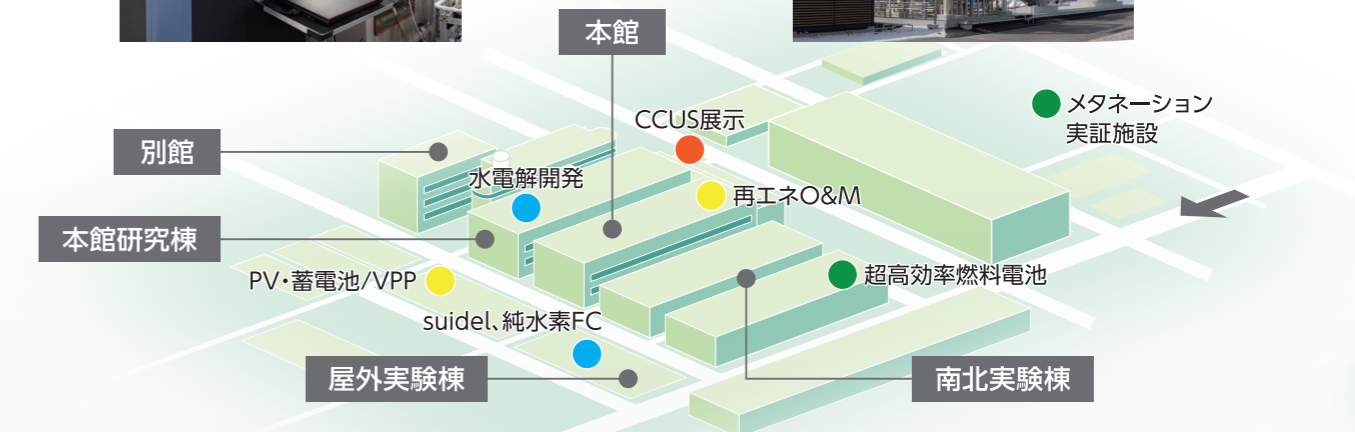 本館
メタネーション
実証施設
CCUS展示
別館
水電解開発
再エネO&M
本館研究棟
PV・蓄電池/VPP
超高効率燃料電池
suidel、純水素FC
屋外実験棟
南北実験棟